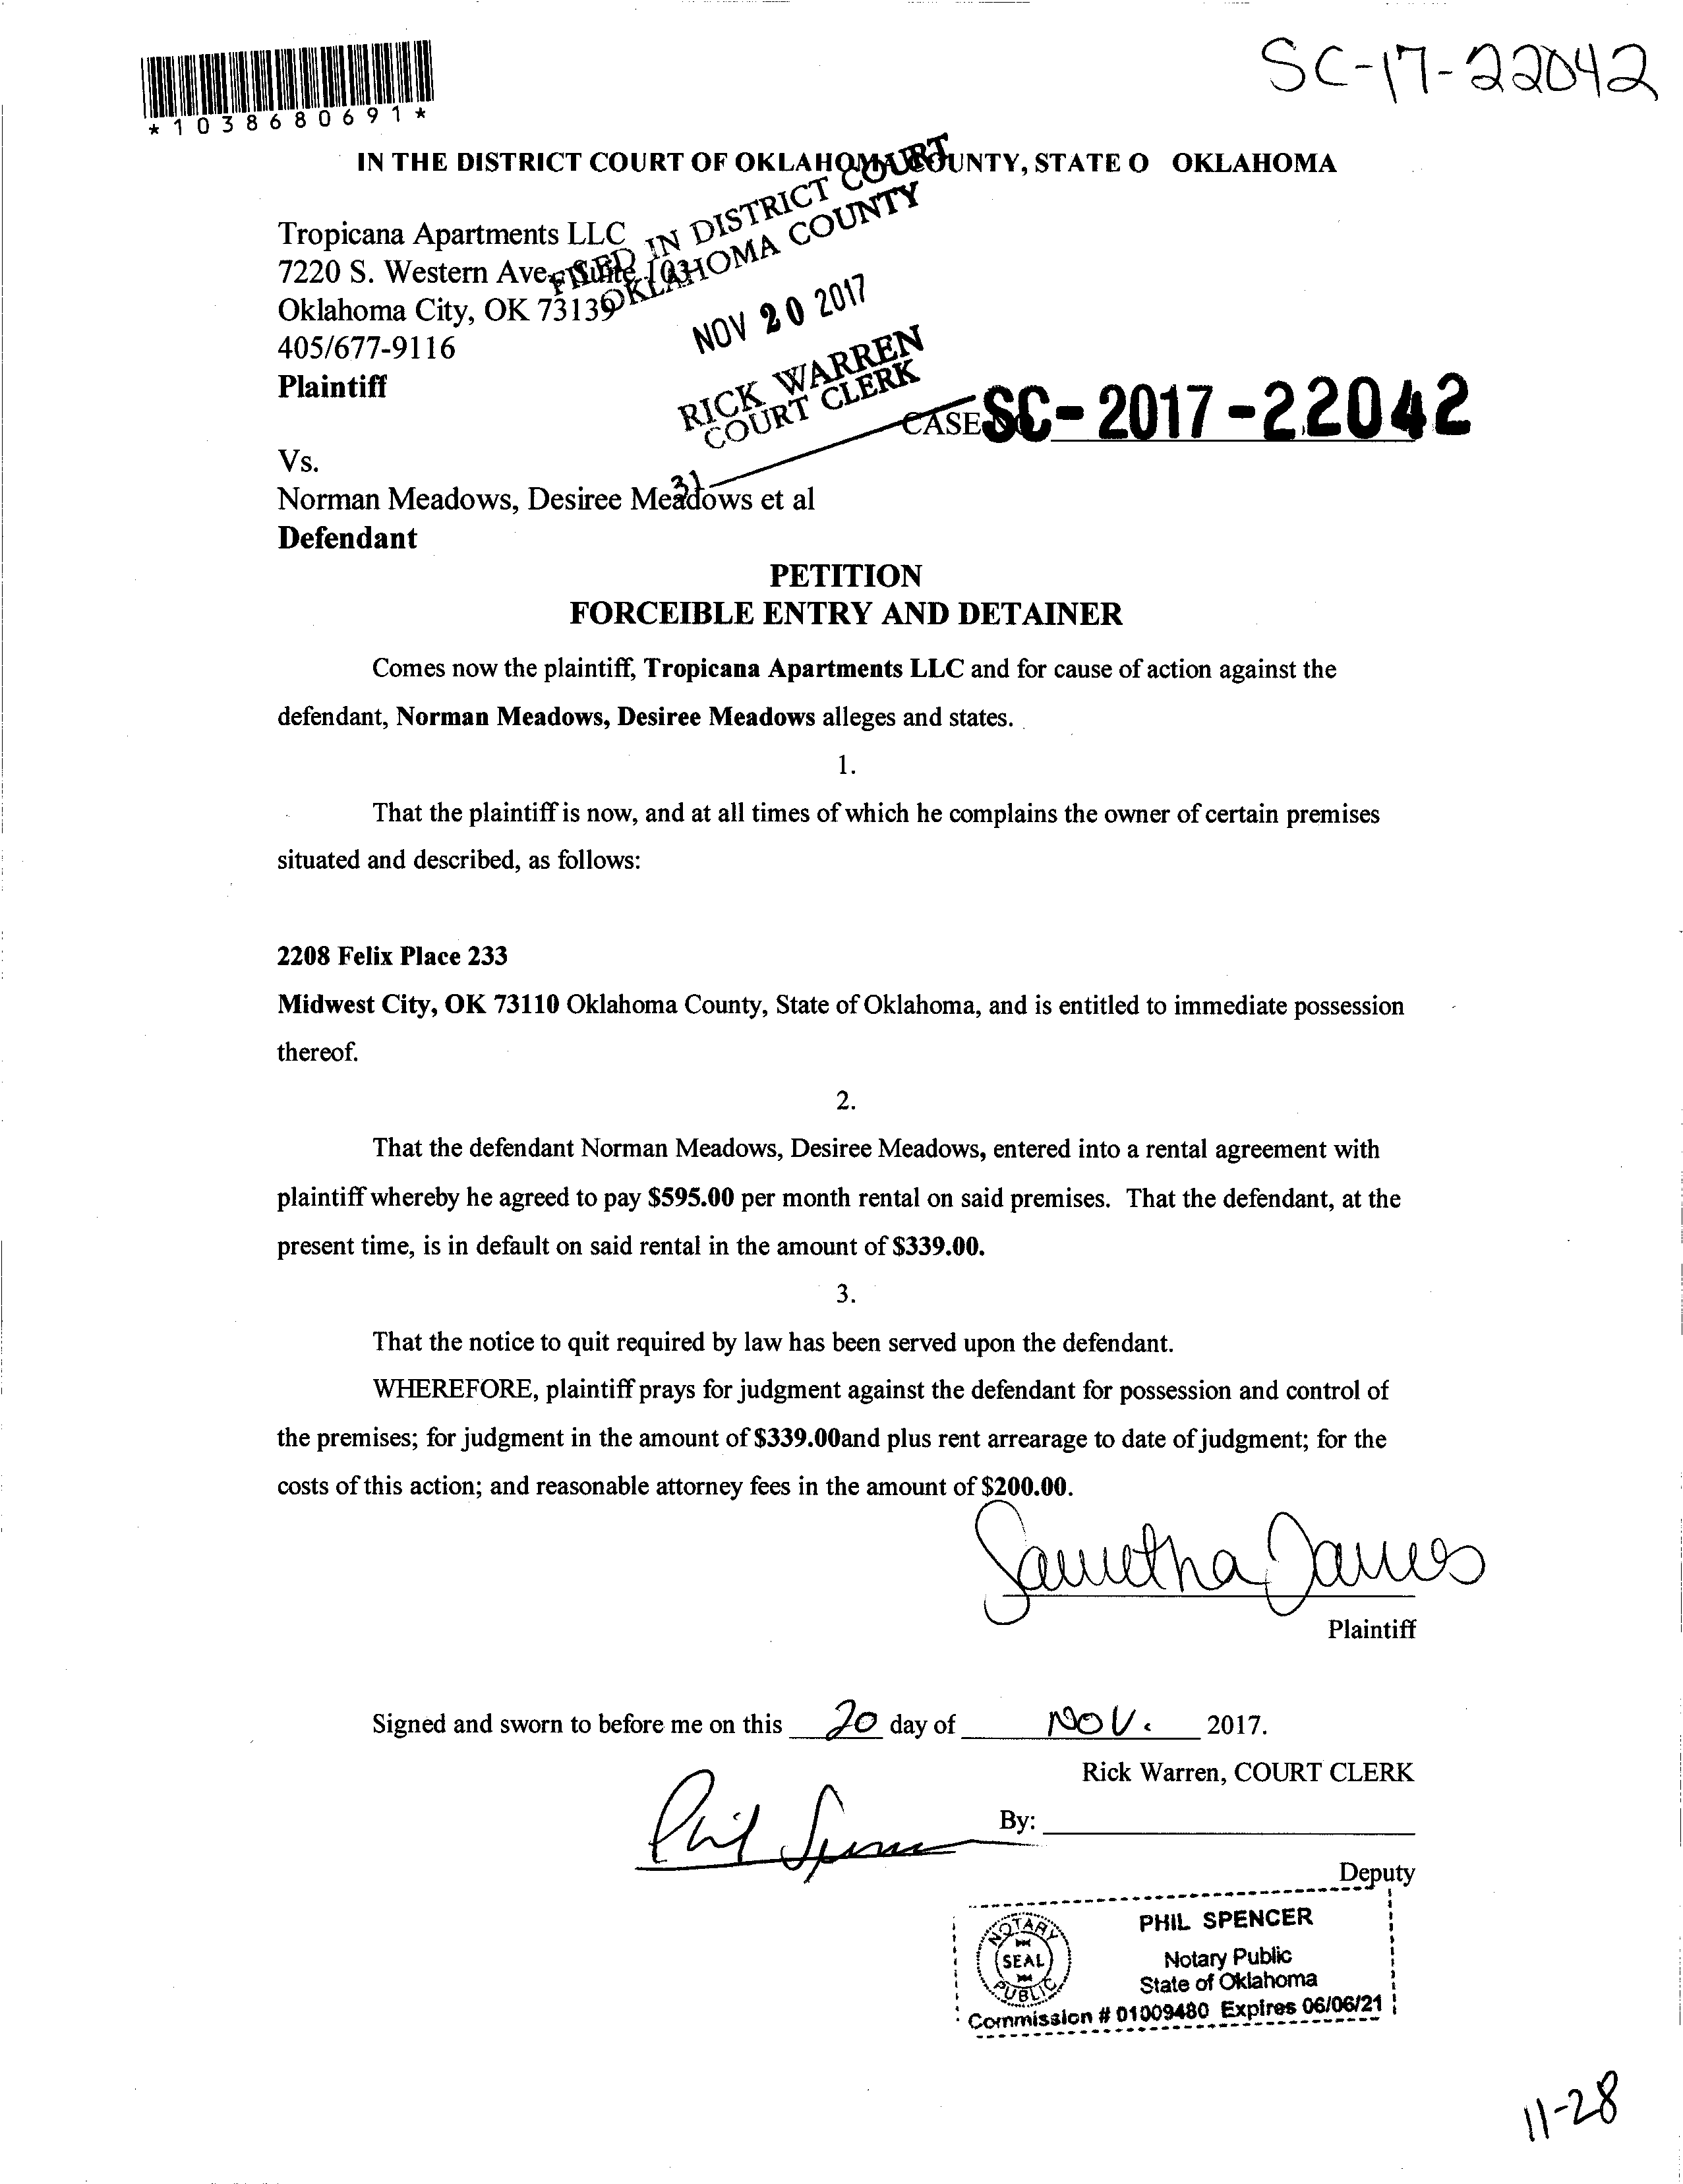 SC-17-22042
*1038680691*
IN THE DISTRICT COURT OF OKLAHOMA COUNTY, STATE O OKLAHOMA
FILED IN DISTRICT COURT
OKLAHOMA COUNTY
NOV 20 2017
RICK WARREN
COURT CLERK
31
Tropicana Apartments LLC
7220 S. Western Ave. Suite 103
Oklahoma City, OK 73139
405/677-9116
Plaintiff
CASE SC-2017-22042
Vs.
Norman Meadows, Desiree Meadows et al
Defendant
PETITION
FORCEIBLE ENTRY AND DETAINER
Comes now the plaintiff, Tropicana Apartments LLC and for cause of action against the
defendant, Norman Meadows, Desiree Meadows alleges and states.
1.
That the plaintiff is now, and at all times of which he complains the owner of certain premises
situated and described, as follows:
2208 Felix Place 233
Midwest City, OK 73110 Oklahoma County, State of Oklahoma, and is entitled to immediate possession
thereof.
2.
That the defendant Norman Meadows, Desiree Meadows, entered into a rental agreement with
plaintiff whereby he agreed to pay $595.00 per month rental on said premises. That the defendant, at the
present time, is in default on said rental in the amount of $339.00.
3.
That the notice to quit required by law has been served upon the defendant.
WHEREFORE, plaintiff prays for judgment against the defendant for possession and control of
the premises; for judgment in the amount of $339.00and plus rent arrearage to date of judgment; for the
costs of this action; and reasonable attorney fees in the amount of $200.00.
James
Plaintiff
Signed and sworn to before me on this 20 day of Nov. 2017.
Rick Warren, COURT CLERK
Phil Spencer
By:
Deputy
NOTARY
SEAL
PUBLIC
PHIL SPENCER
Notary Public
State of Oklahoma
Commission # 01009480 Expires 06/06/21
11-28